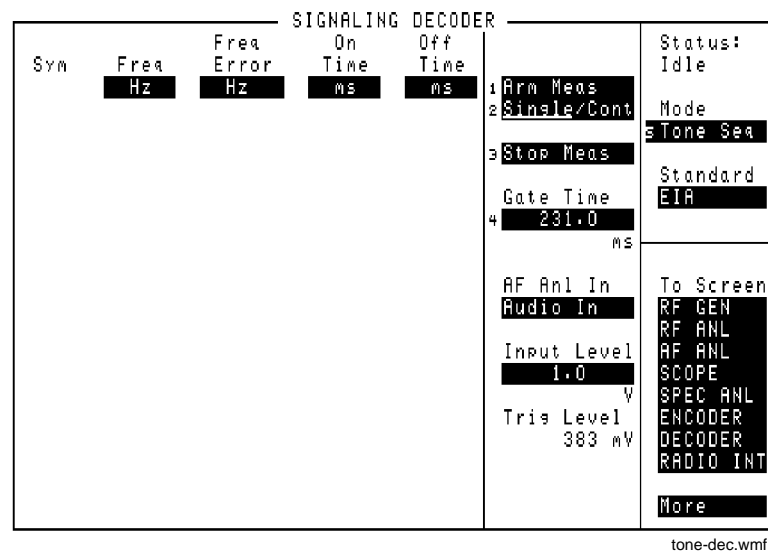 SIGNALING DECODER
Sym
Freq
Freq Error
On Time
Off Time
Hz
Hz
ms
ms
1 Arm Meas
2 Single/Cont
3 Stop Meas
Gate Time
4 231.0
ms
AF Anl In
Audio In
Input Level
1.0
V
Trig Level
383 mV
Status:
Idle
Mode
s Tone Seq
Standard
EIA
To Screen
RF GEN
RF ANL
AF ANL
SCOPE
SPEC ANL
ENCODER
DECODER
RADIO INT
More
tone-dec.wmf